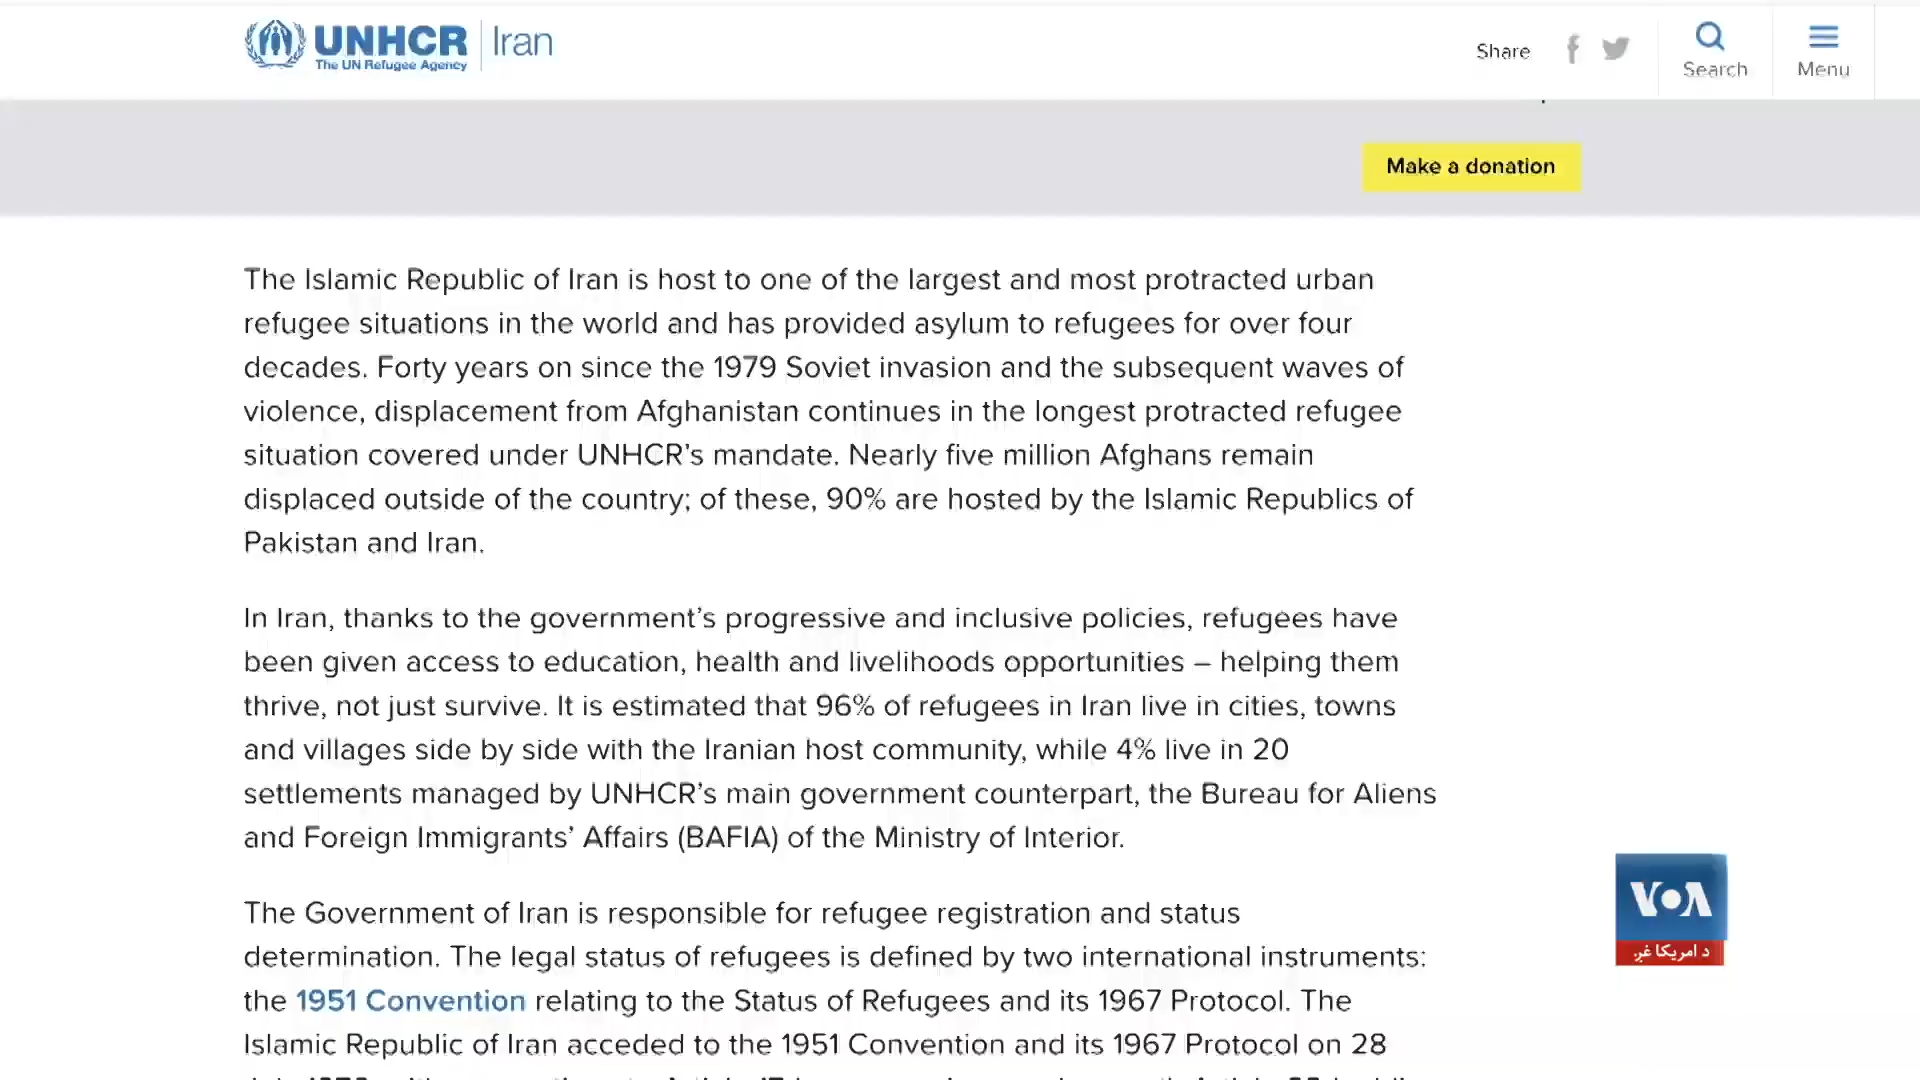 UNHCR
The UN Refugee Agency
Iran
Share
Search
Menu
Make a donation
The Islamic Republic of Iran is host to one of the largest and most protracted urban
refugee situations in the world and has provided asylum to refugees for over four
decades. Forty years on since the 1979 Soviet invasion and the subsequent waves of
violence, displacement from Afghanistan continues in the longest protracted refugee
situation covered under UNHCR’s mandate. Nearly five million Afghans remain
displaced outside of the country; of these, 90% are hosted by the Islamic Republics of
Pakistan and Iran.
In Iran, thanks to the government’s progressive and inclusive policies, refugees have
been given access to education, health and livelihoods opportunities – helping them
thrive, not just survive. It is estimated that 96% of refugees in Iran live in cities, towns
and villages side by side with the Iranian host community, while 4% live in 20
settlements managed by UNHCR’s main government counterpart, the Bureau for Aliens
and Foreign Immigrants’ Affairs (BAFIA) of the Ministry of Interior.
The Government of Iran is responsible for refugee registration and status
determination. The legal status of refugees is defined by two international instruments:
the 1951 Convention relating to the Status of Refugees and its 1967 Protocol. The
Islamic Republic of Iran acceded to the 1951 Convention and its 1967 Protocol on 28
VOA
د امریکا غږ